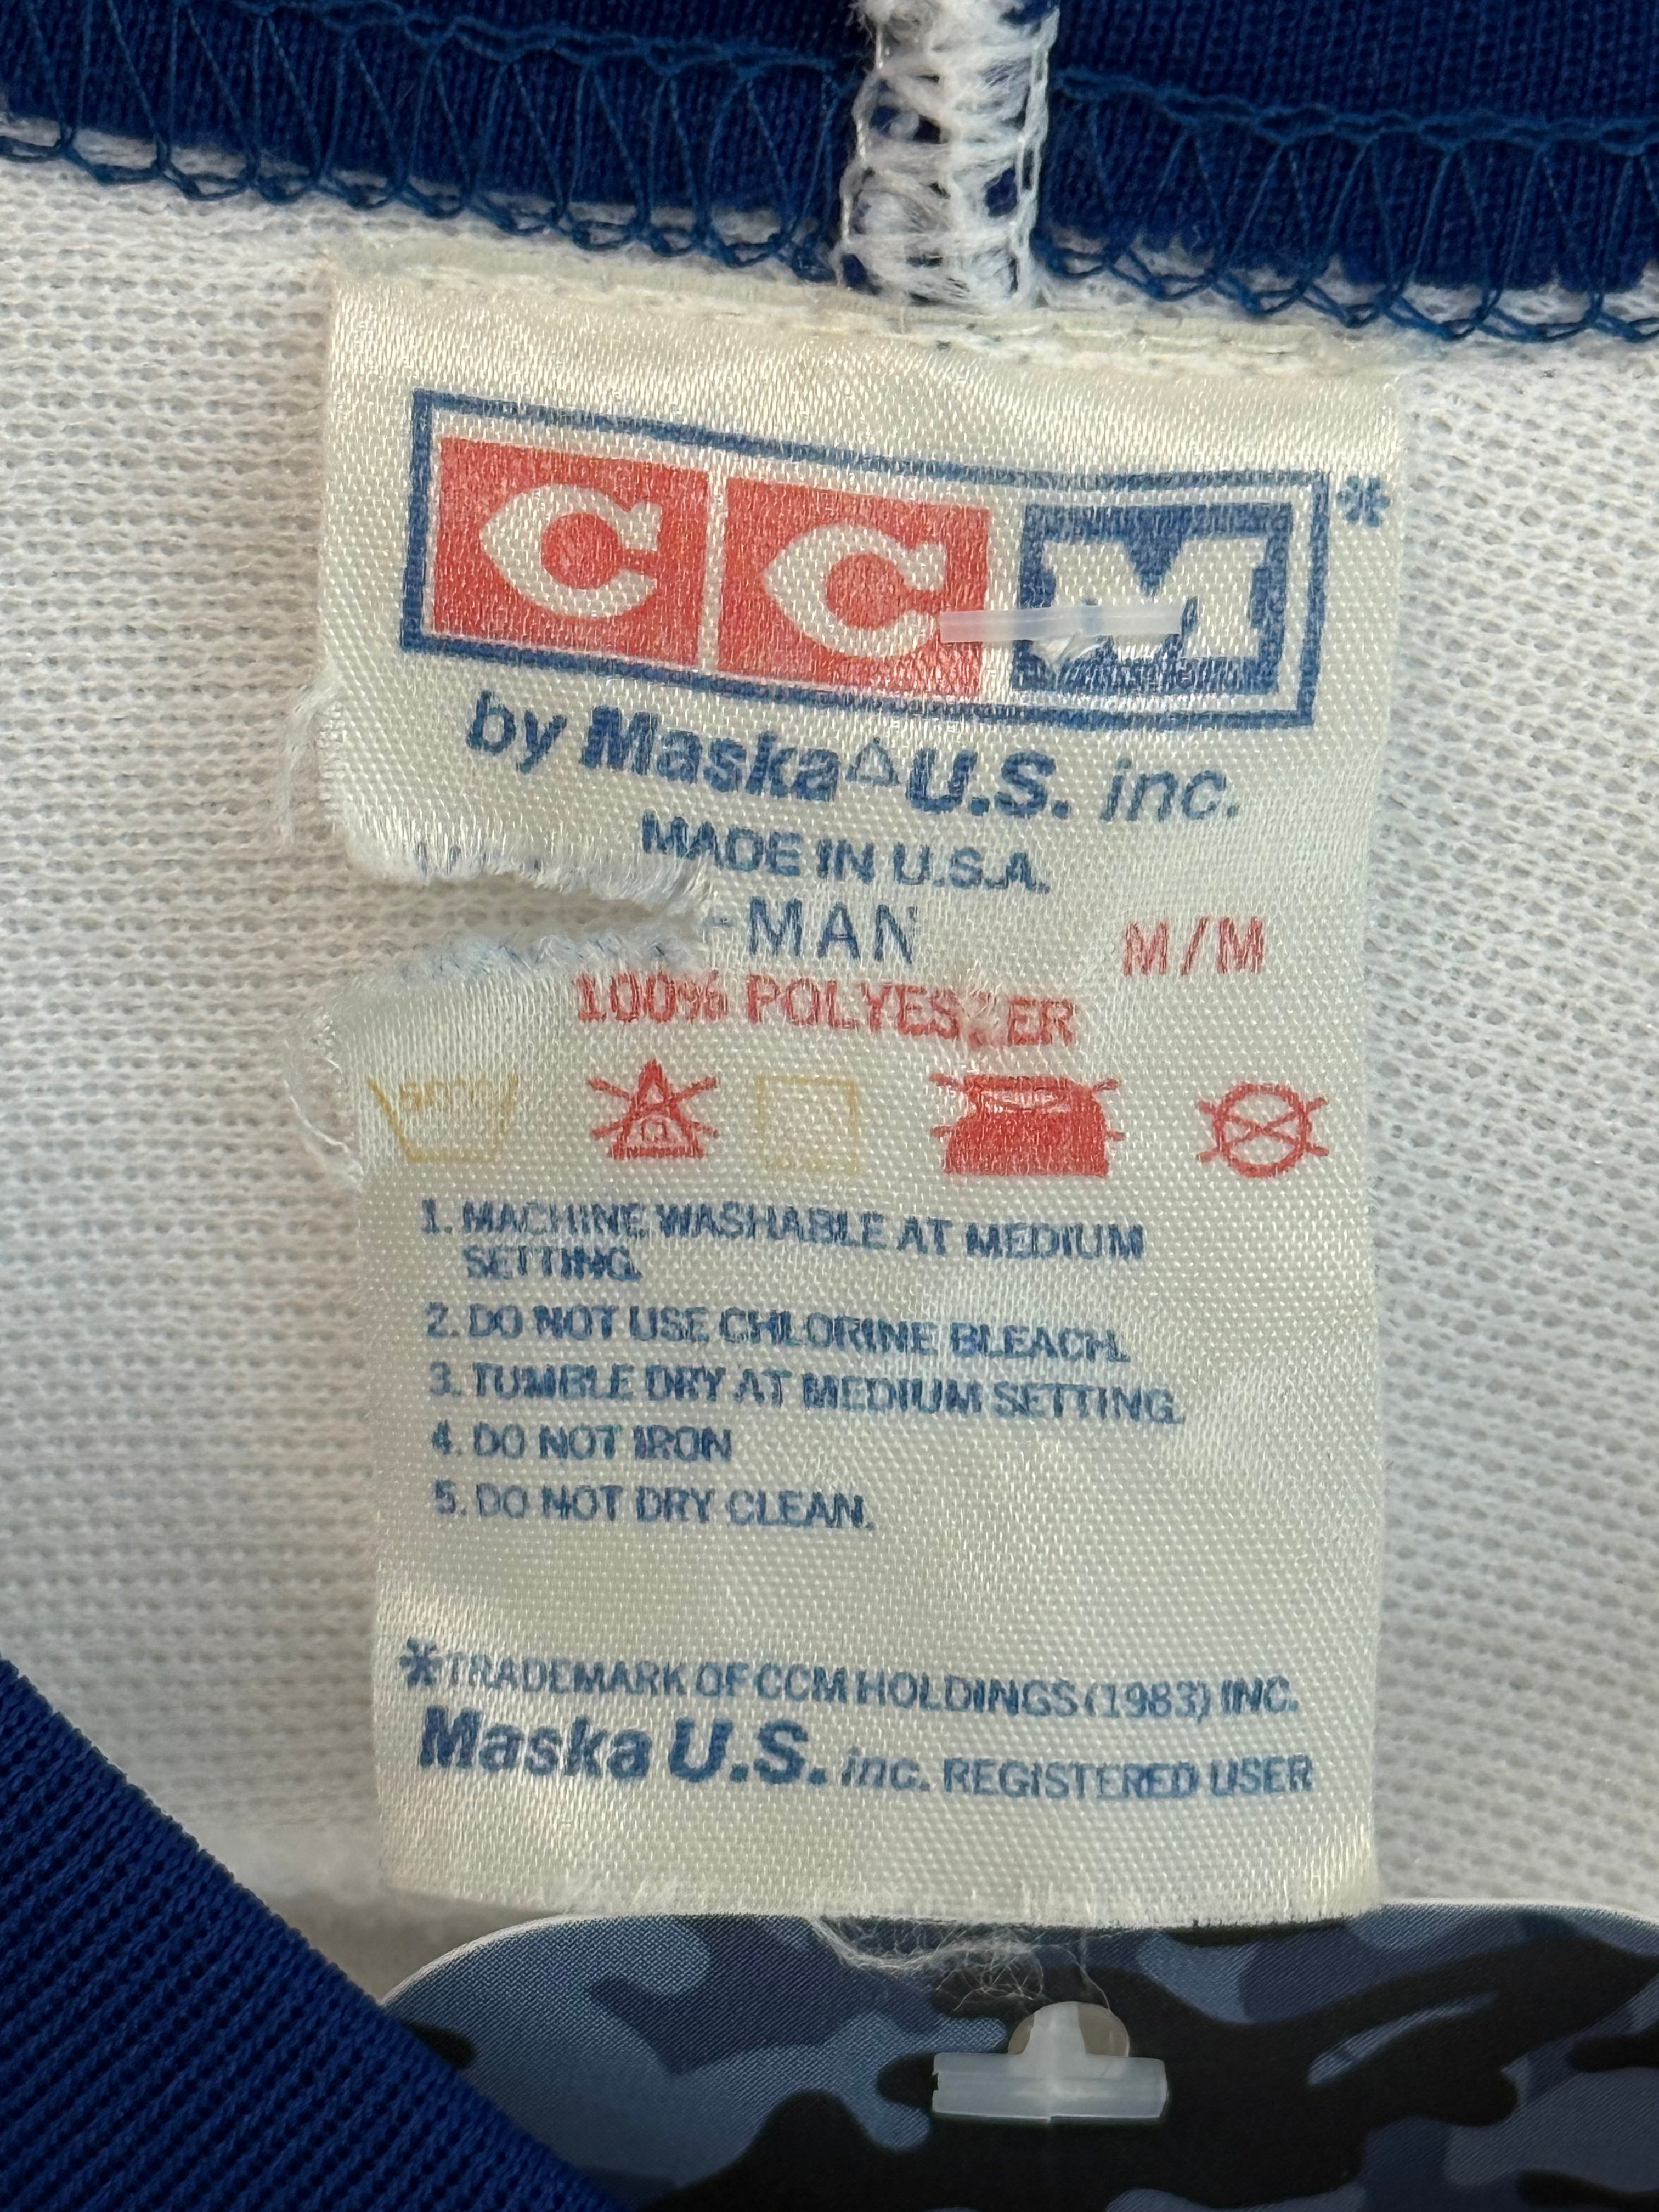 CCM*
by Maska U.S. inc.
MADE IN U.S.A.
-MAN M/M
100% POLYESTER
1. MACHINE WASHABLE AT MEDIUM
SETTING.
2. DO NOT USE CHLORINE BLEACH.
3. TUMBLE DRY AT MEDIUM SETTING.
4. DO NOT IRON
5. DO NOT DRY CLEAN.
*TRADEMARK OF CCM HOLDINGS (1983) INC.
Maska U.S. inc. REGISTERED USER